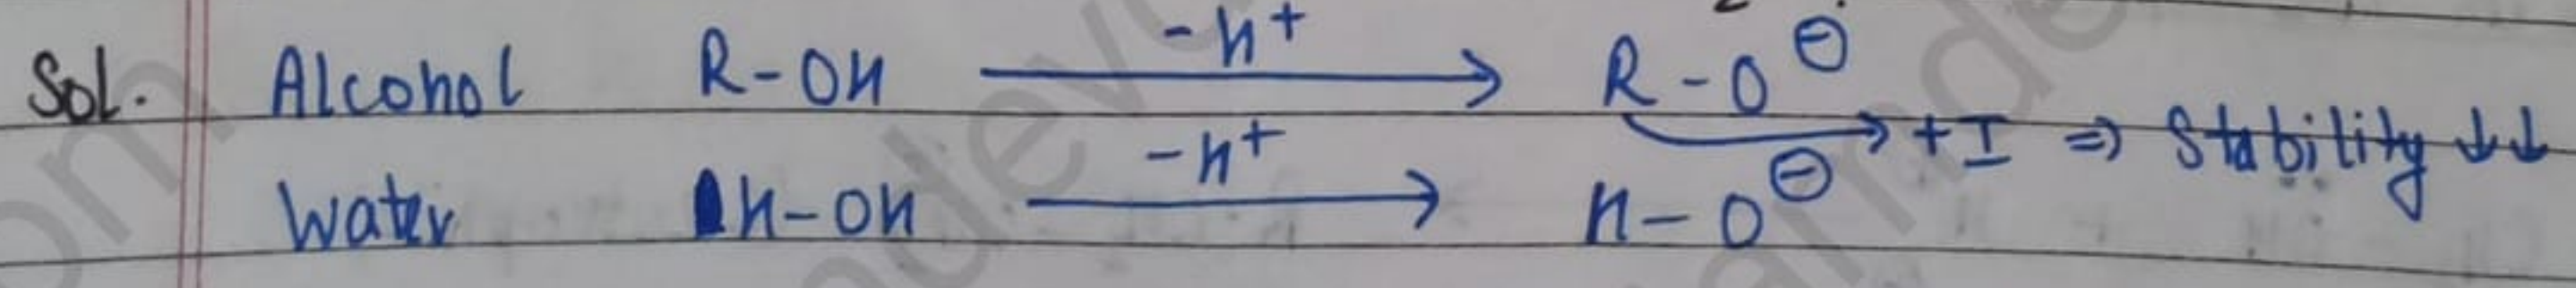 Sol. Alcohol R-OH -H+ → R-O⊖
+I ⇒ Stability ↓↓
Water H-OH -H+ → H-O⊖